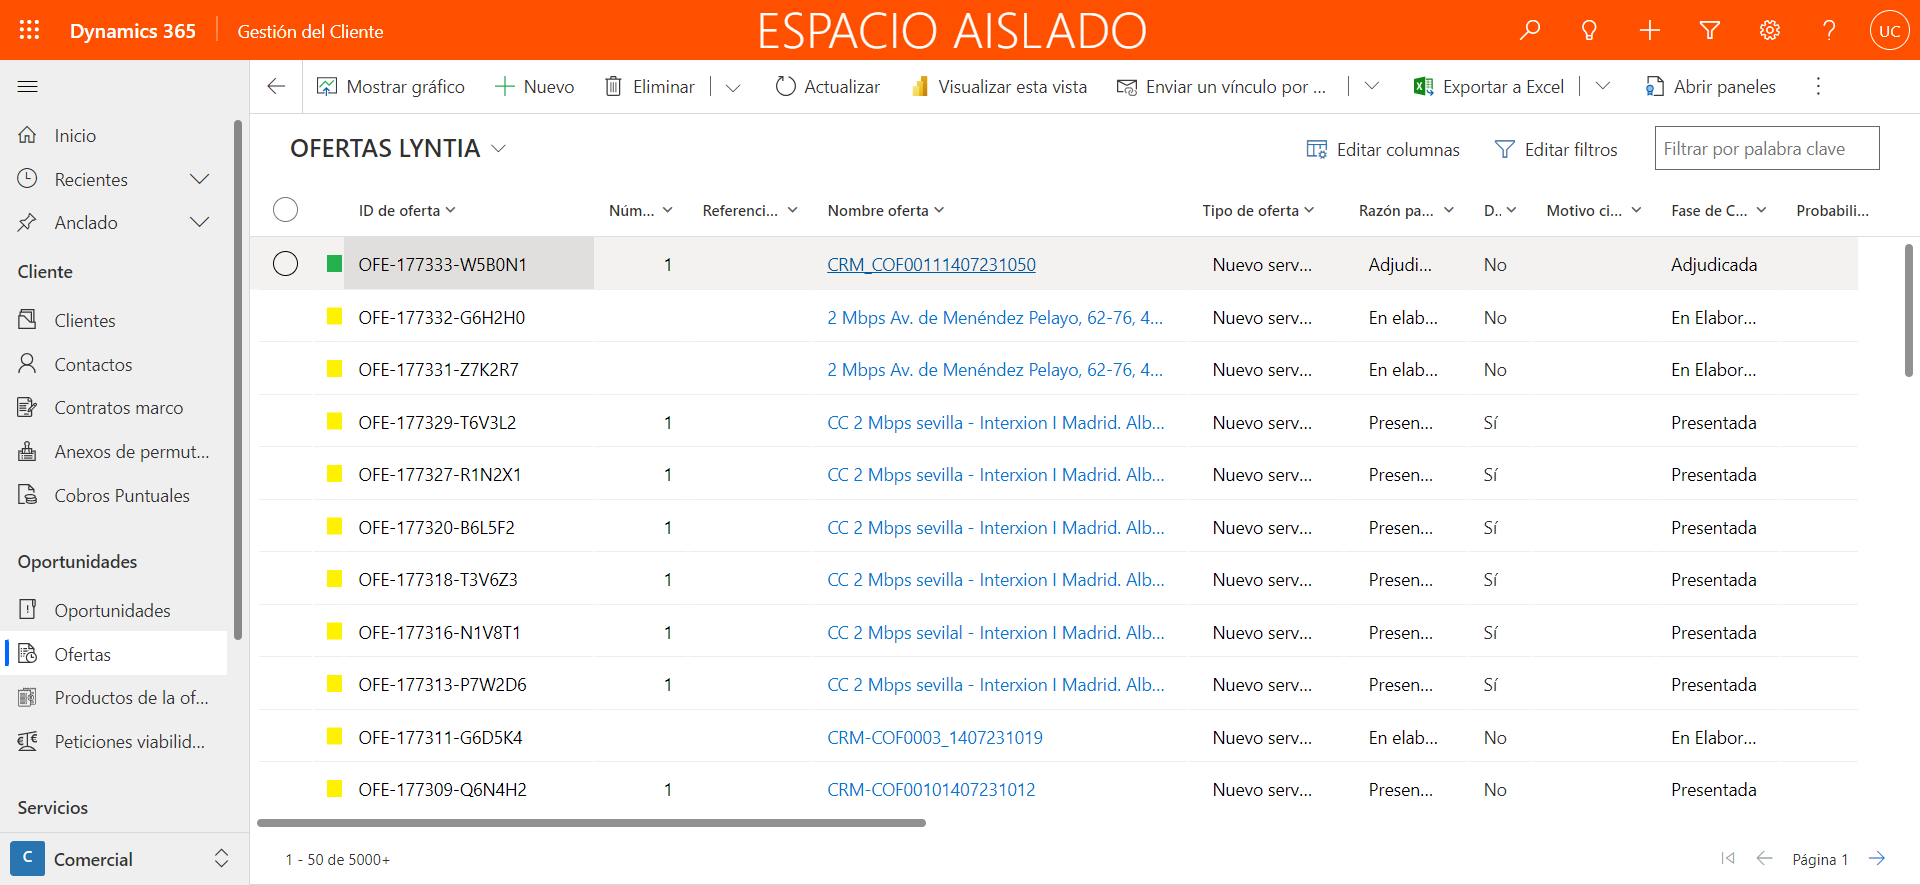 Dynamics 365 Gestión del Cliente ESPACIO AISLADO UC
Mostrar gráfico Nuevo Eliminar Actualizar Visualizar esta vista Enviar un vínculo por ... Exportar a Excel Abrir paneles
Inicio
Recientes
Anclado
Cliente
Clientes
Contactos
Contratos marco
Anexos de permut...
Cobros Puntuales
Oportunidades
Oportunidades
Ofertas
Productos de la of...
Peticiones viabilid...
Servicios
C Comercial
OFERTAS LYNTIA Editar columnas Editar filtros Filtrar por palabra clave
ID de oferta Núm... Referenci... Nombre oferta Tipo de oferta Razón pa... D.. Motivo ci... Fase de C... Probabili...
OFE-177333-W5B0N1 1 CRM_COF00111407231050 Nuevo serv... Adjudi... No Adjudicada
OFE-177332-G6H2H0 2 Mbps Av. de Menéndez Pelayo, 62-76, 4... Nuevo serv... En elab... No En Elabor...
OFE-177331-Z7K2R7 2 Mbps Av. de Menéndez Pelayo, 62-76, 4... Nuevo serv... En elab... No En Elabor...
OFE-177329-T6V3L2 1 CC 2 Mbps sevilla - Interxion I Madrid. Alb... Nuevo serv... Presen... Sí Presentada
OFE-177327-R1N2X1 1 CC 2 Mbps sevilla - Interxion I Madrid. Alb... Nuevo serv... Presen... Sí Presentada
OFE-177320-B6L5F2 1 CC 2 Mbps sevilla - Interxion I Madrid. Alb... Nuevo serv... Presen... Sí Presentada
OFE-177318-T3V6Z3 1 CC 2 Mbps sevilla - Interxion I Madrid. Alb... Nuevo serv... Presen... Sí Presentada
OFE-177316-N1V8T1 1 CC 2 Mbps sevilal - Interxion I Madrid. Alb... Nuevo serv... Presen... Sí Presentada
OFE-177313-P7W2D6 1 CC 2 Mbps sevilla - Interxion I Madrid. Alb... Nuevo serv... Presen... Sí Presentada
OFE-177311-G6D5K4 CRM-COF0003_1407231019 Nuevo serv... En elab... No En Elabor...
OFE-177309-Q6N4H2 1 CRM-COF00101407231012 Nuevo serv... Presen... No Presentada
1 - 50 de 5000+ Página 1